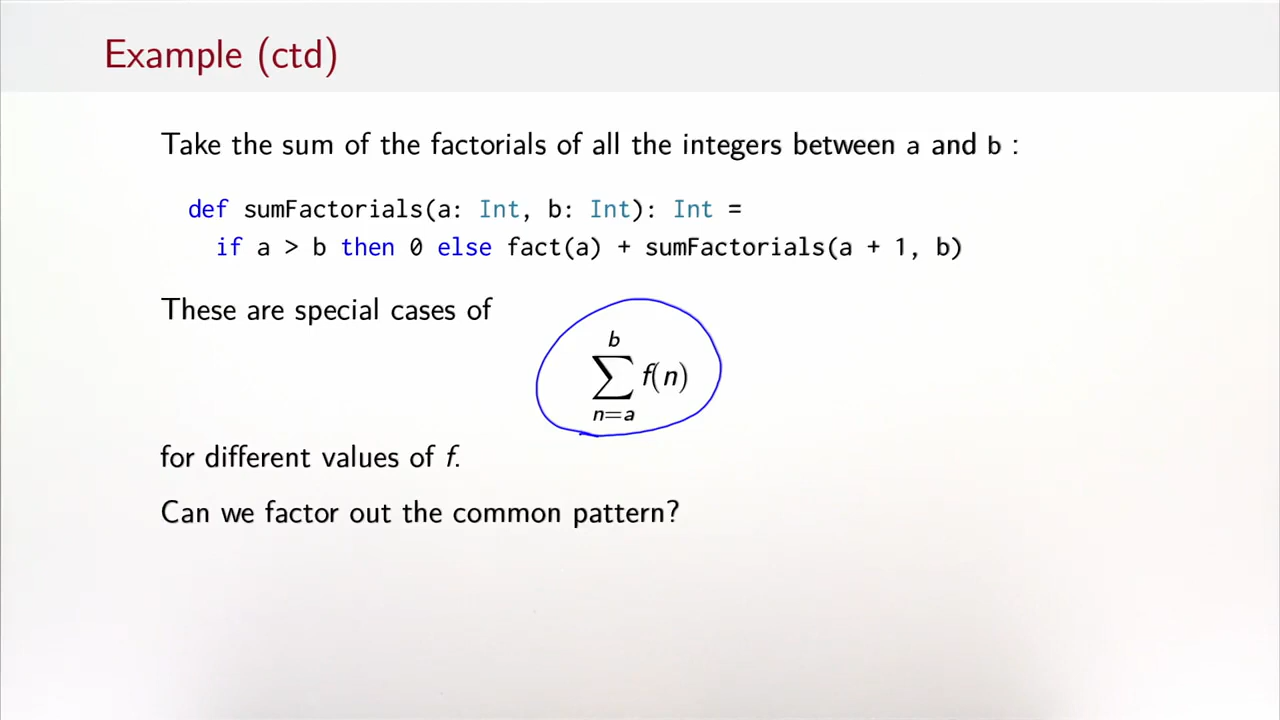 Example (ctd)
Take the sum of the factorials of all the integers between a and b :
def sumFactorials(a: Int, b: Int): Int =
if a > b then 0 else fact(a) + sumFactorials(a + 1, b)
These are special cases of
b
∑ f(n)
n=a
for different values of f.
Can we factor out the common pattern?